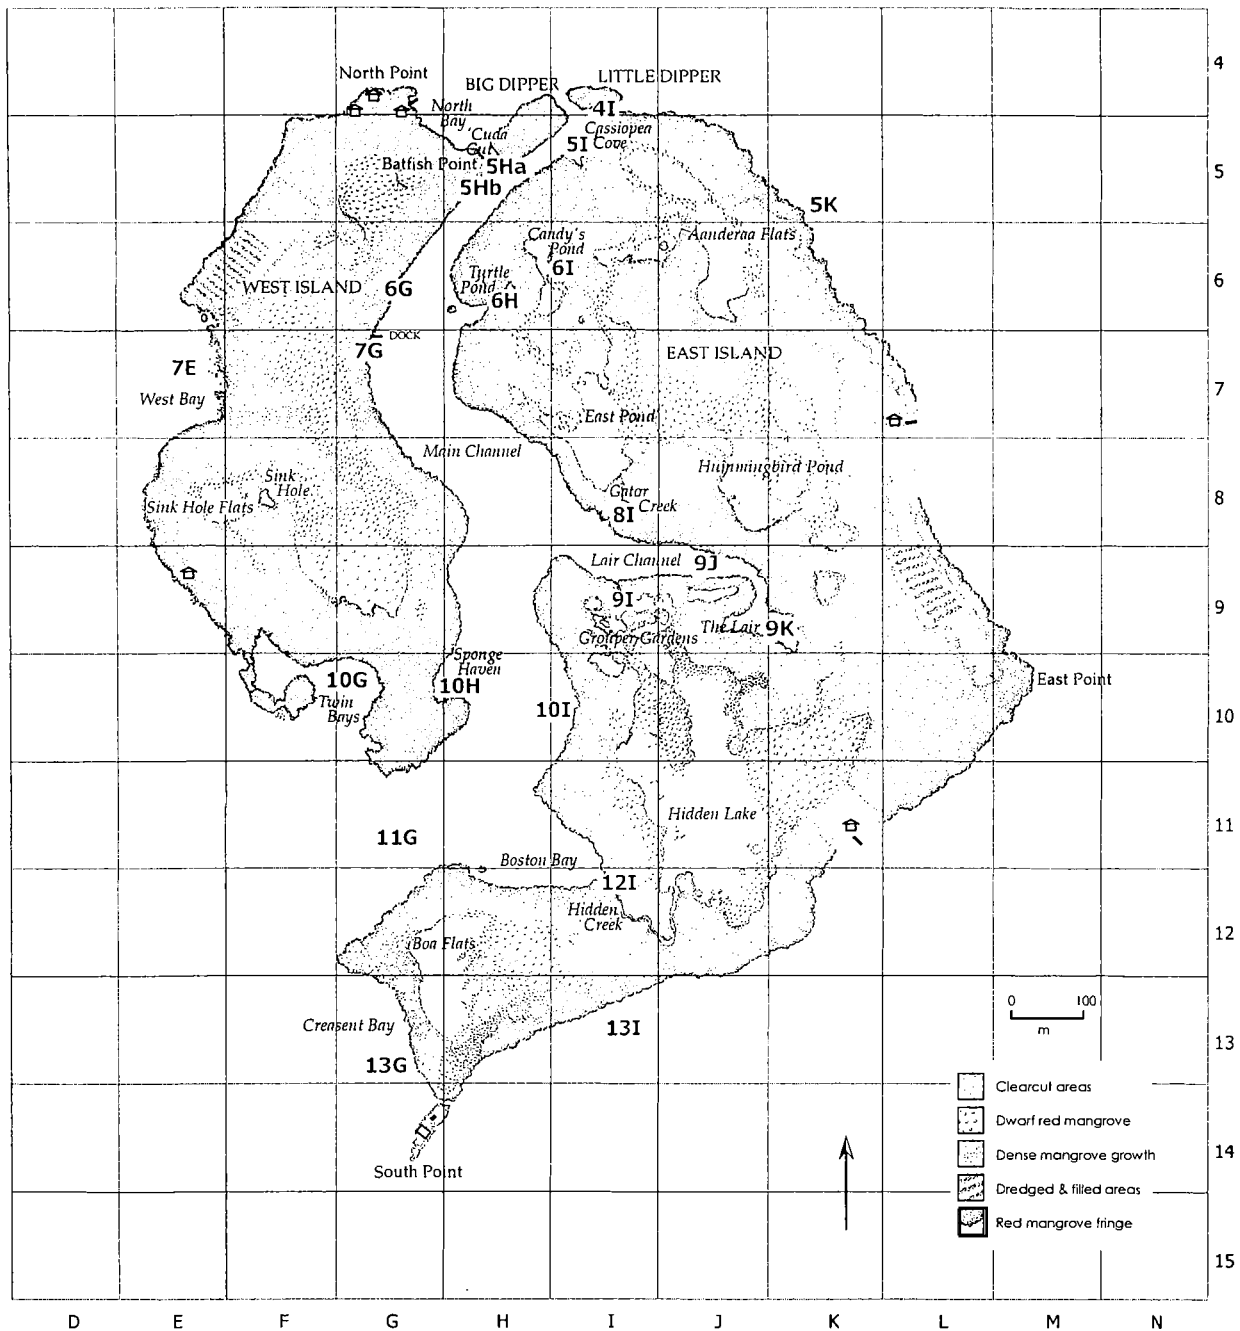 4
North Point
BIG DIPPER
LITTLE DIPPER
4I
North
Bay
'Cuda
Cut
Cassiopea
Cove
5I
Batfish Point
5Ha
5Hb
5
5K
Candy's
Pond
Aanderaa Flats
6I
Turtle
Pond
WEST ISLAND
6G
6H
6
DOCK
7G
EAST ISLAND
7E
West Bay
7
East Pond
Main Channel
Hummingbird Pond
Sink
Hole
Sink Hole Flats
Gator
Creek
8I
8
Lair Channel
9J
9I
9
The Lair
9K
Grouper Gardens
Sponge
Haven
10G
10H
East Point
Twin
Bays
10I
10
Hidden Lake
11G
11
Boston Bay
12I
Hidden
Creek
Boa Flats
12
0 100
m
Creasent Bay
13I
13
13G
Clearcut areas
Dwarf red mangrove
Dense mangrove growth
14
South Point
Dredged & filled areas
Red mangrove fringe
15
D E F G H I J K L M N